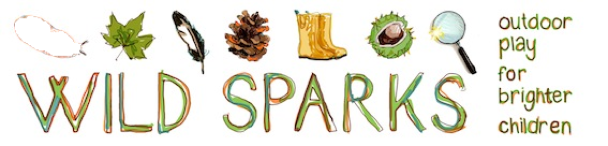 WILD SPARKS
outdoor
play
for
brighter
children